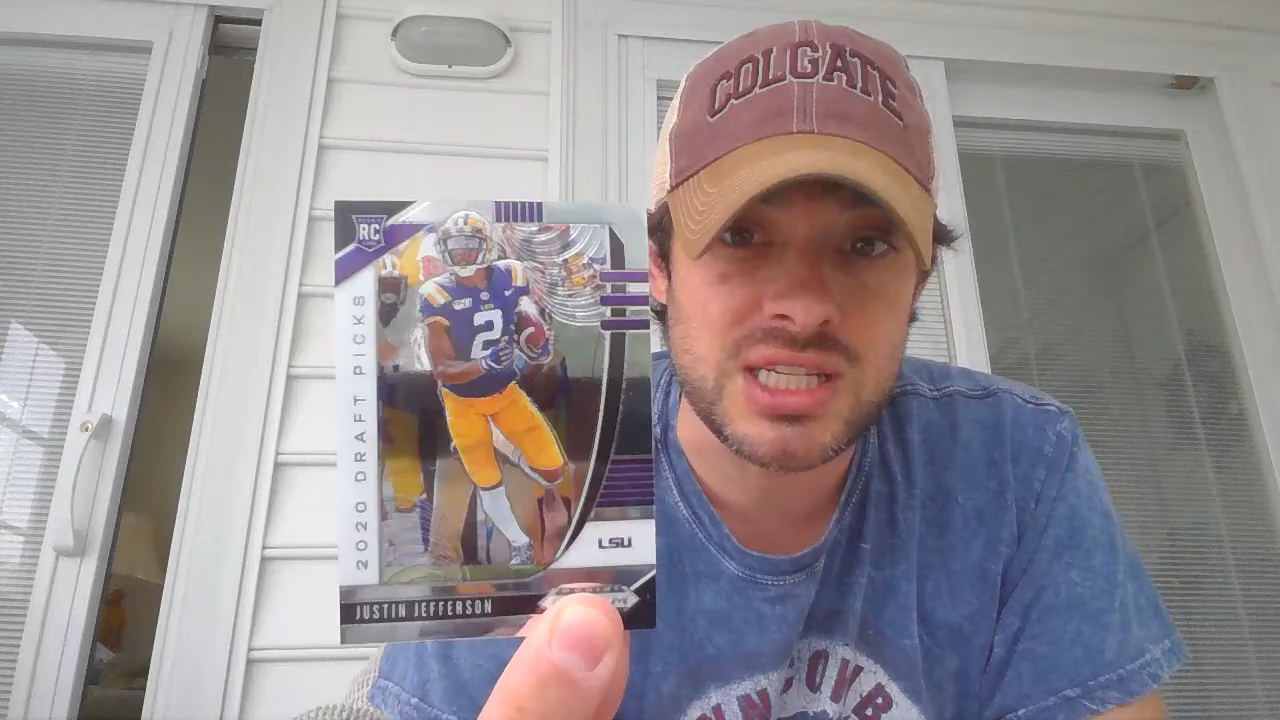 COLGATE
RC
2
2020 DRAFT PICKS
LSU
JUSTIN JEFFERSON